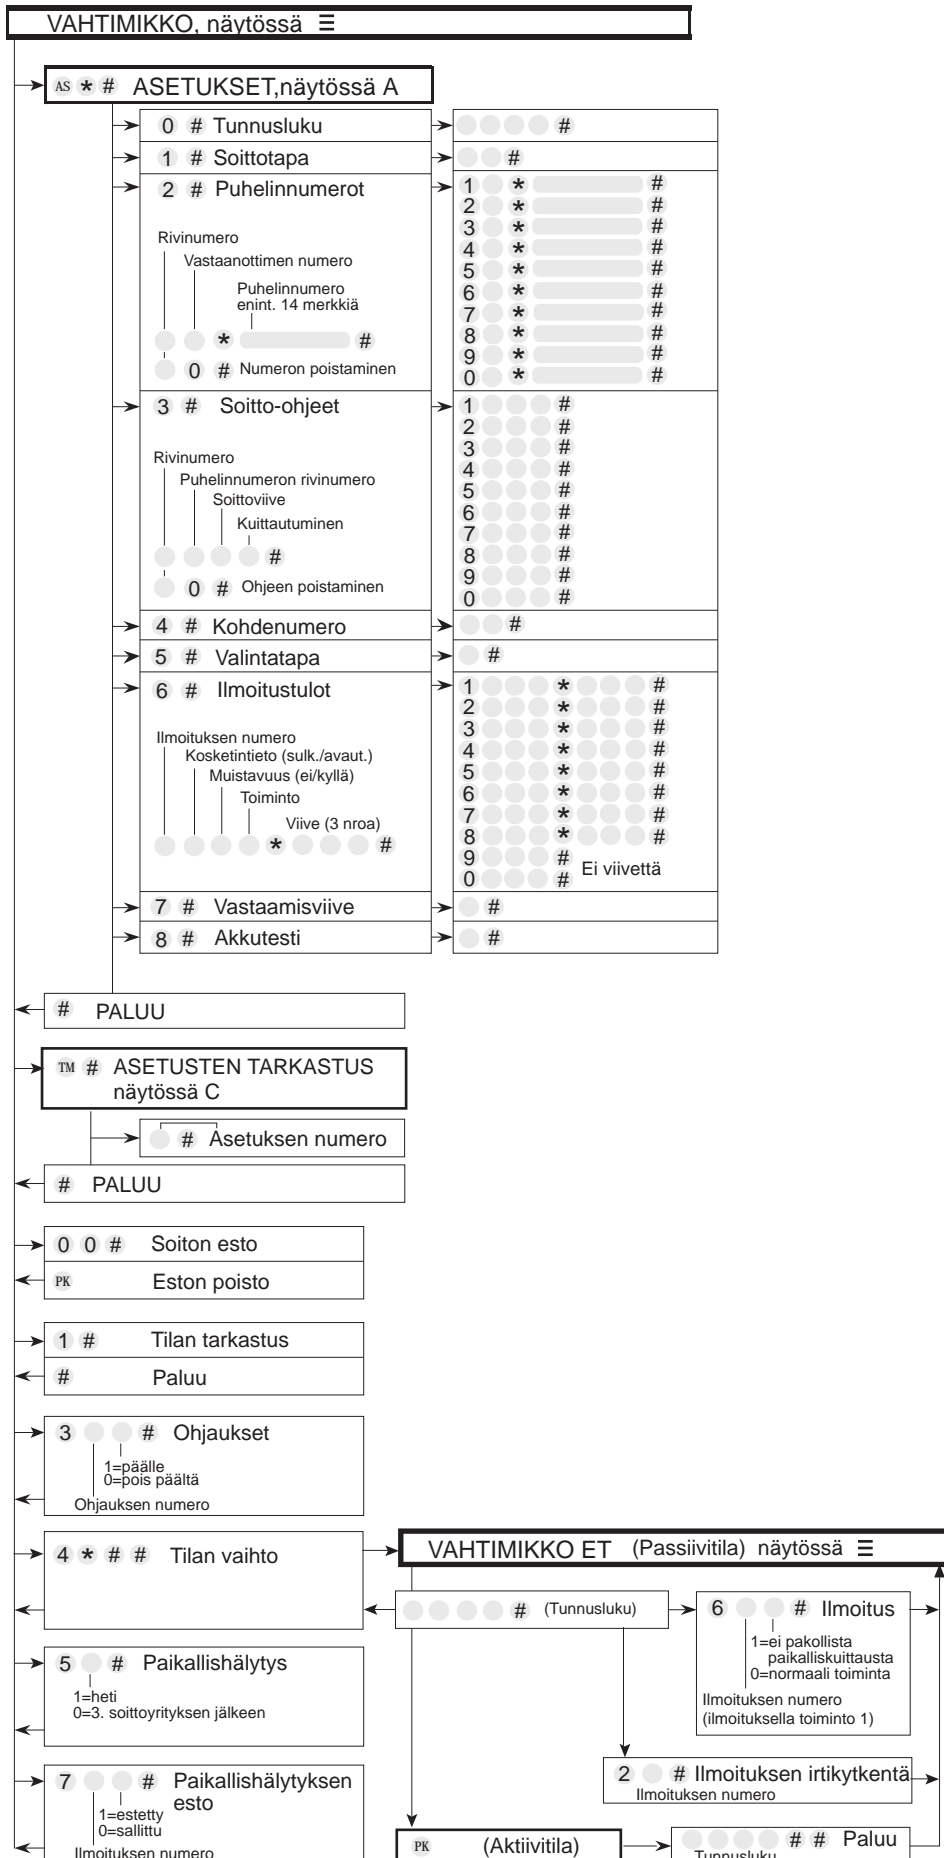 VAHTIMIKKO, näytössä ☰
AS * # ASETUKSET,näytössä A
0 # Tunnusluku
#
1 # Soittotapa
#
2 # Puhelinnumerot
Rivinumero
Vastaanottimen numero
Puhelinnumero
enint. 14 merkkiä
* #
0 # Numeron poistaminen
1 * #
2 * #
3 * #
4 * #
5 * #
6 * #
7 * #
8 * #
9 * #
0 * #
3 # Soitto-ohjeet
Rivinumero
Puhelinnumeron rivinumero
Soittoviive
Kuittautuminen
#
0 # Ohjeen poistaminen
1 #
2 #
3 #
4 #
5 #
6 #
7 #
8 #
9 #
0 #
4 # Kohdenumero
#
5 # Valintatapa
#
6 # Ilmoitustulot
Ilmoituksen numero
Kosketintieto (sulk./avaut.)
Muistavuus (ei/kyllä)
Toiminto
Viive (3 nroa)
* #
1 * #
2 * #
3 * #
4 * #
5 * #
6 * #
7 * #
8 * #
9 #
0 #
Ei viivettä
7 # Vastaamisviive
#
8 # Akkutesti
#
# PALUU
TM # ASETUSTEN TARKASTUS
näytössä C
# Asetuksen numero
# PALUU
0 0 # Soiton esto
PK Eston poisto
1 # Tilan tarkastus
# Paluu
3 # Ohjaukset
1=päälle
0=pois päältä
Ohjauksen numero
4 * # # Tilan vaihto
VAHTIMIKKO ET (Passiivitila) näytössä ☰
# (Tunnusluku)
6 # Ilmoitus
1=ei pakollista
paikalliskuittausta
0=normaali toiminta
Ilmoituksen numero
(ilmoituksella toiminto 1)
5 # Paikallishälytys
1=heti
0=3. soittoyrityksen jälkeen
2 # Ilmoituksen irtikytkentä
Ilmoituksen numero
7 # Paikallishälytyksen
esto
1=estetty
0=sallittu
Ilmoituksen numero
PK (Aktiivitila)
# # Paluu
Tunnusluku